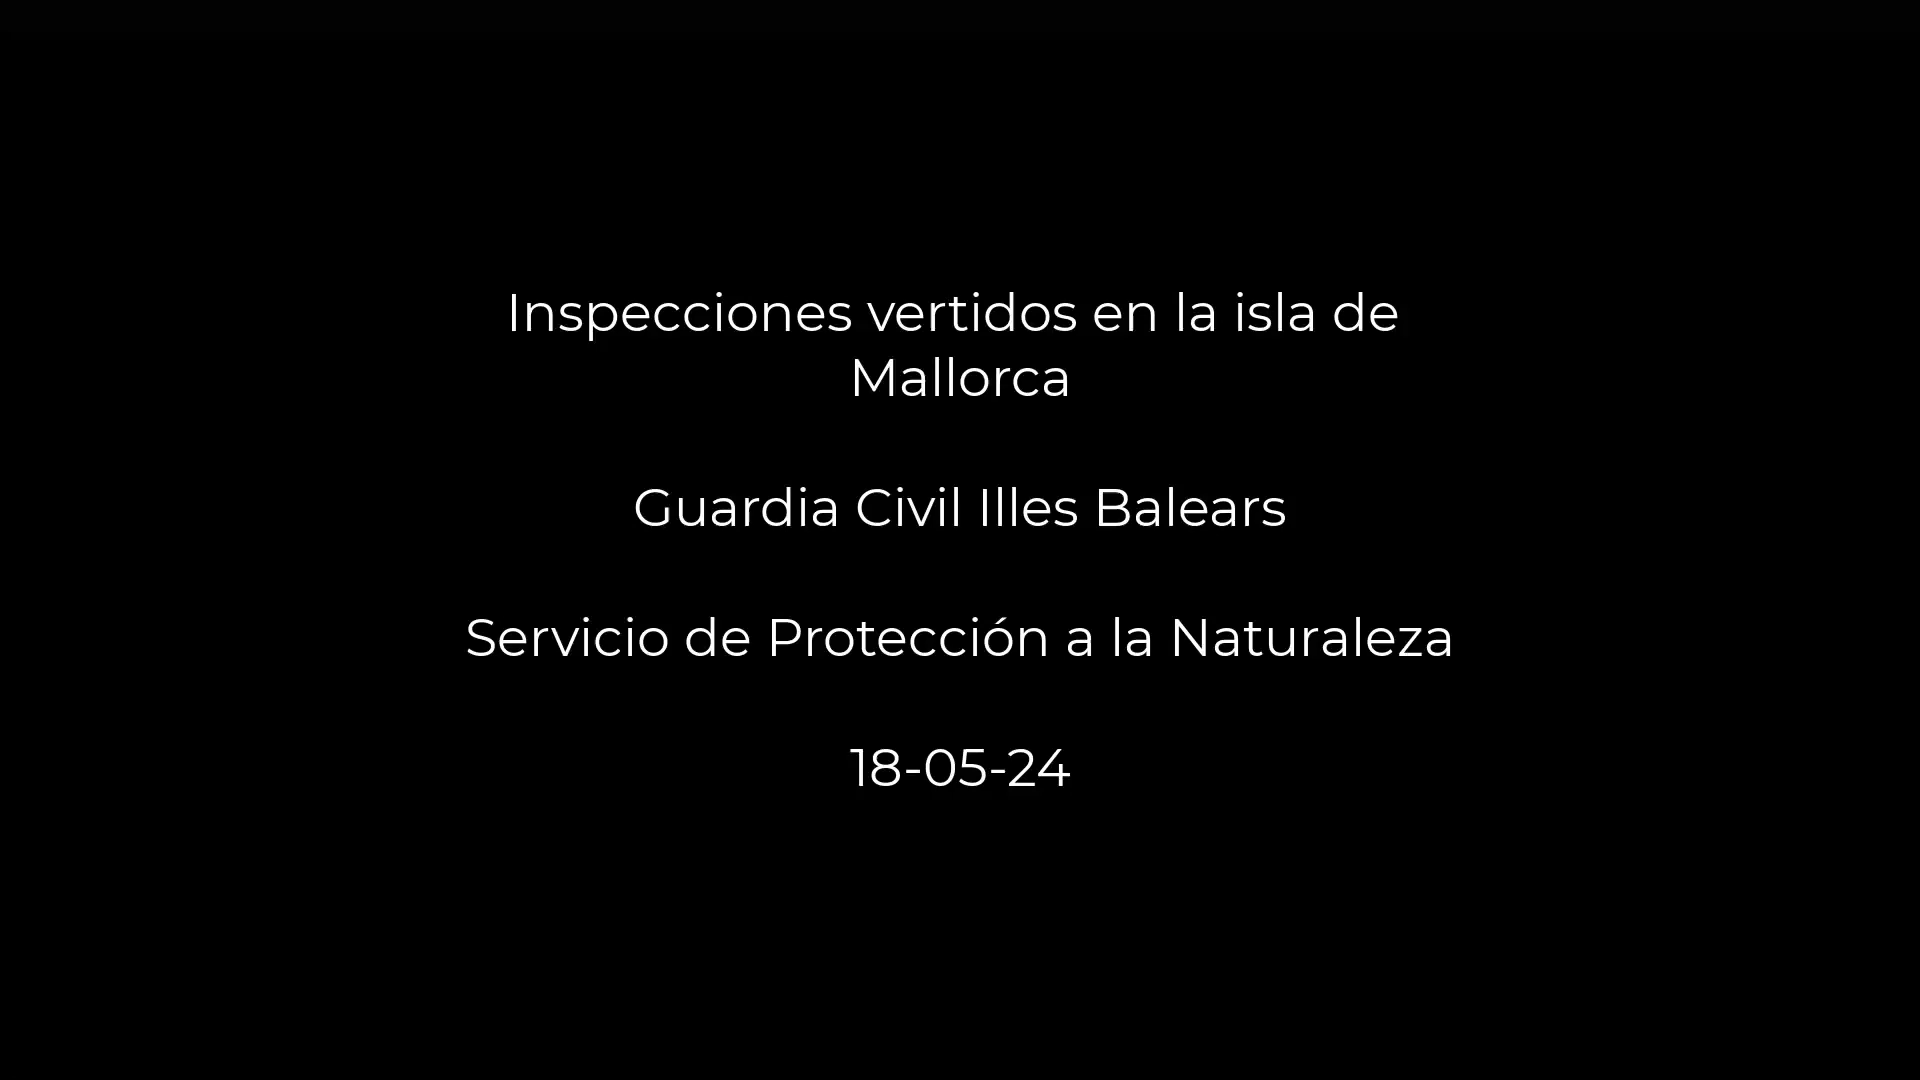 Inspecciones vertidos en la isla de
Mallorca
Guardia Civil Illes Balears
Servicio de Protección a la Naturaleza
18-05-24